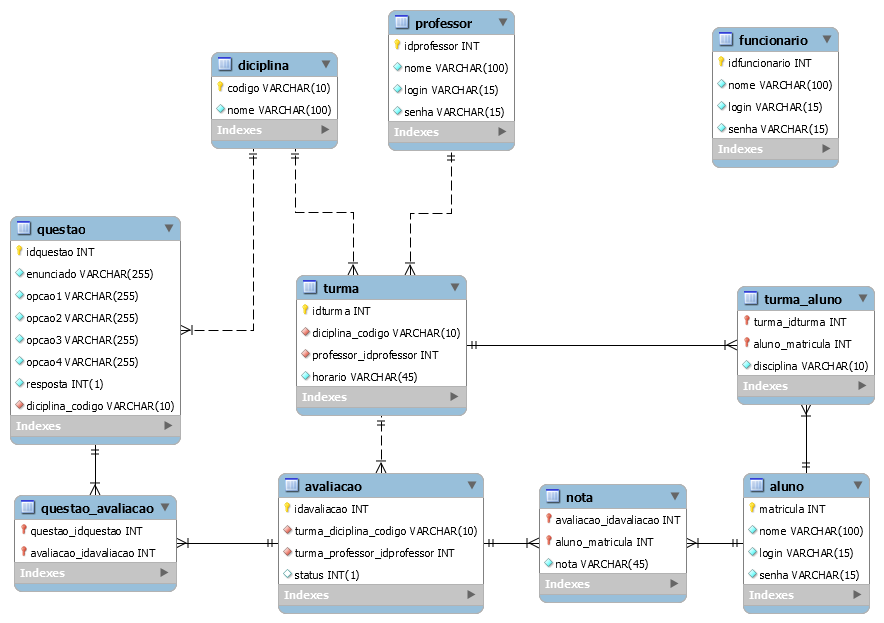 diciplina
codigo VARCHAR(10)
nome VARCHAR(100)
Indexes
professor
idprofessor INT
nome VARCHAR(100)
login VARCHAR(15)
senha VARCHAR(15)
Indexes
funcionario
idfuncionario INT
nome VARCHAR(100)
login VARCHAR(15)
senha VARCHAR(15)
Indexes
questao
idquestao INT
enunciado VARCHAR(255)
opcao1 VARCHAR(255)
opcao2 VARCHAR(255)
opcao3 VARCHAR(255)
opcao4 VARCHAR(255)
resposta INT(1)
diciplina_codigo VARCHAR(10)
Indexes
turma
idturma INT
diciplina_codigo VARCHAR(10)
professor_idprofessor INT
horario VARCHAR(45)
Indexes
turma_aluno
turma_idturma INT
aluno_matricula INT
disciplina VARCHAR(10)
Indexes
questao_avaliacao
questao_idquestao INT
avaliacao_idavaliacao INT
Indexes
avaliacao
idavaliacao INT
turma_diciplina_codigo VARCHAR(10)
turma_professor_idprofessor INT
status INT(1)
Indexes
nota
avaliacao_idavaliacao INT
aluno_matricula INT
nota VARCHAR(45)
Indexes
aluno
matricula INT
nome VARCHAR(100)
login VARCHAR(15)
senha VARCHAR(15)
Indexes